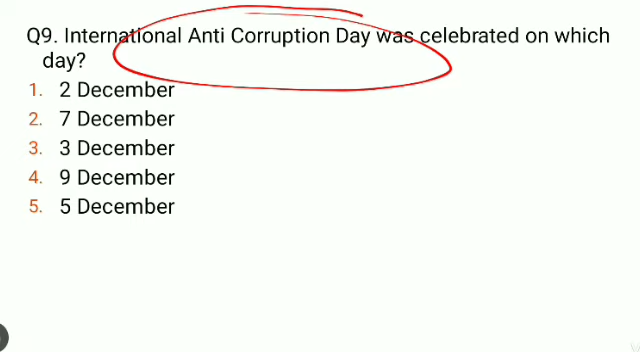 Q9. International Anti Corruption Day was celebrated on which
day?
1. 2 December
2. 7 December
3. 3 December
4. 9 December
5. 5 December